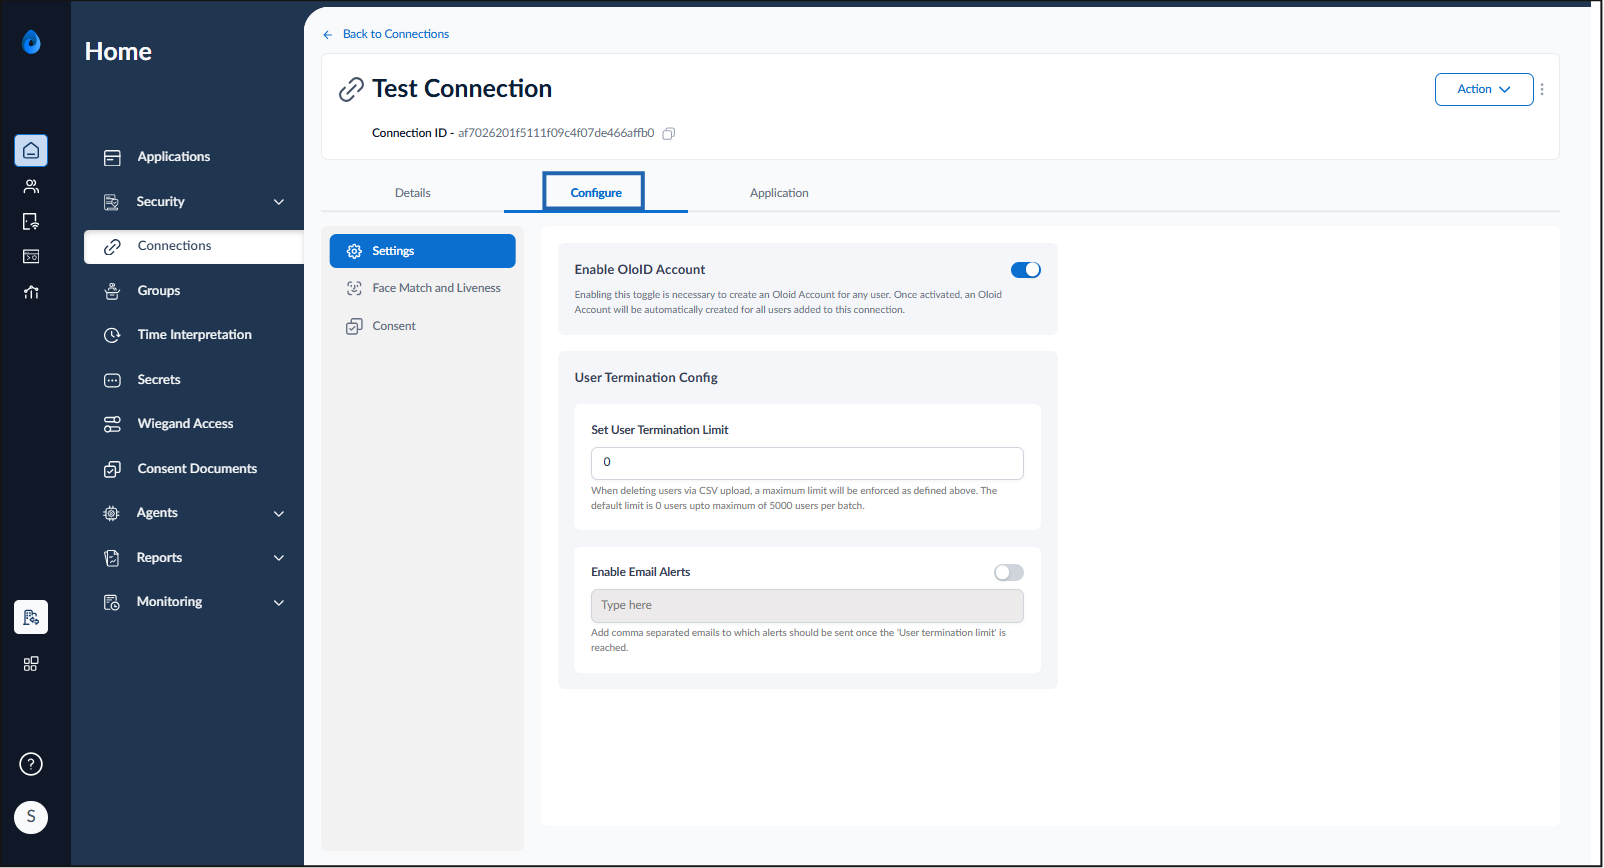 Home
Applications
Security
Connections
Groups
Time Interpretation
Secrets
Wiegand Access
Consent Documents
Agents
Reports
Monitoring
?
S
Back to Connections
Test Connection
Action
Connection ID - af7026201f5111f09c4f07de466affb0
Details
Configure
Application
Settings
Face Match and Liveness
Consent
Enable OloID Account
Enabling this toggle is necessary to create an Oloid Account for any user. Once activated, an Oloid
Account will be automatically created for all users added to this connection.
User Termination Config
Set User Termination Limit
0
When deleting users via CSV upload, a maximum limit will be enforced as defined above. The
default limit is 0 users upto maximum of 5000 users per batch.
Enable Email Alerts
Type here
Add comma separated emails to which alerts should be sent once the 'User termination limit' is
reached.